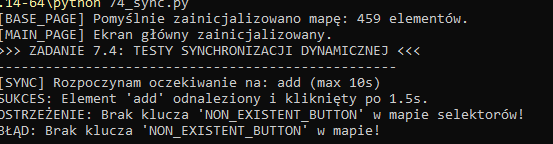 .14-64\python 74_sync.py
[BASE_PAGE] Pomyślnie zainicjalizowano mapę: 459 elementów.
[MAIN_PAGE] Ekran główny zainicjalizowany.
>>> ZADANIE 7.4: TESTY SYNCHRONIZACJI DYNAMICZNEJ <<<
--------------------------------------------------
[SYNC] Rozpoczynam oczekiwanie na: add (max 10s)
SUKCES: Element 'add' odnaleziony i kliknięty po 1.5s.
OSTRZEŻENIE: Brak klucza 'NON_EXISTENT_BUTTON' w mapie selektorów!
BŁĄD: Brak klucza 'NON_EXISTENT_BUTTON' w mapie!